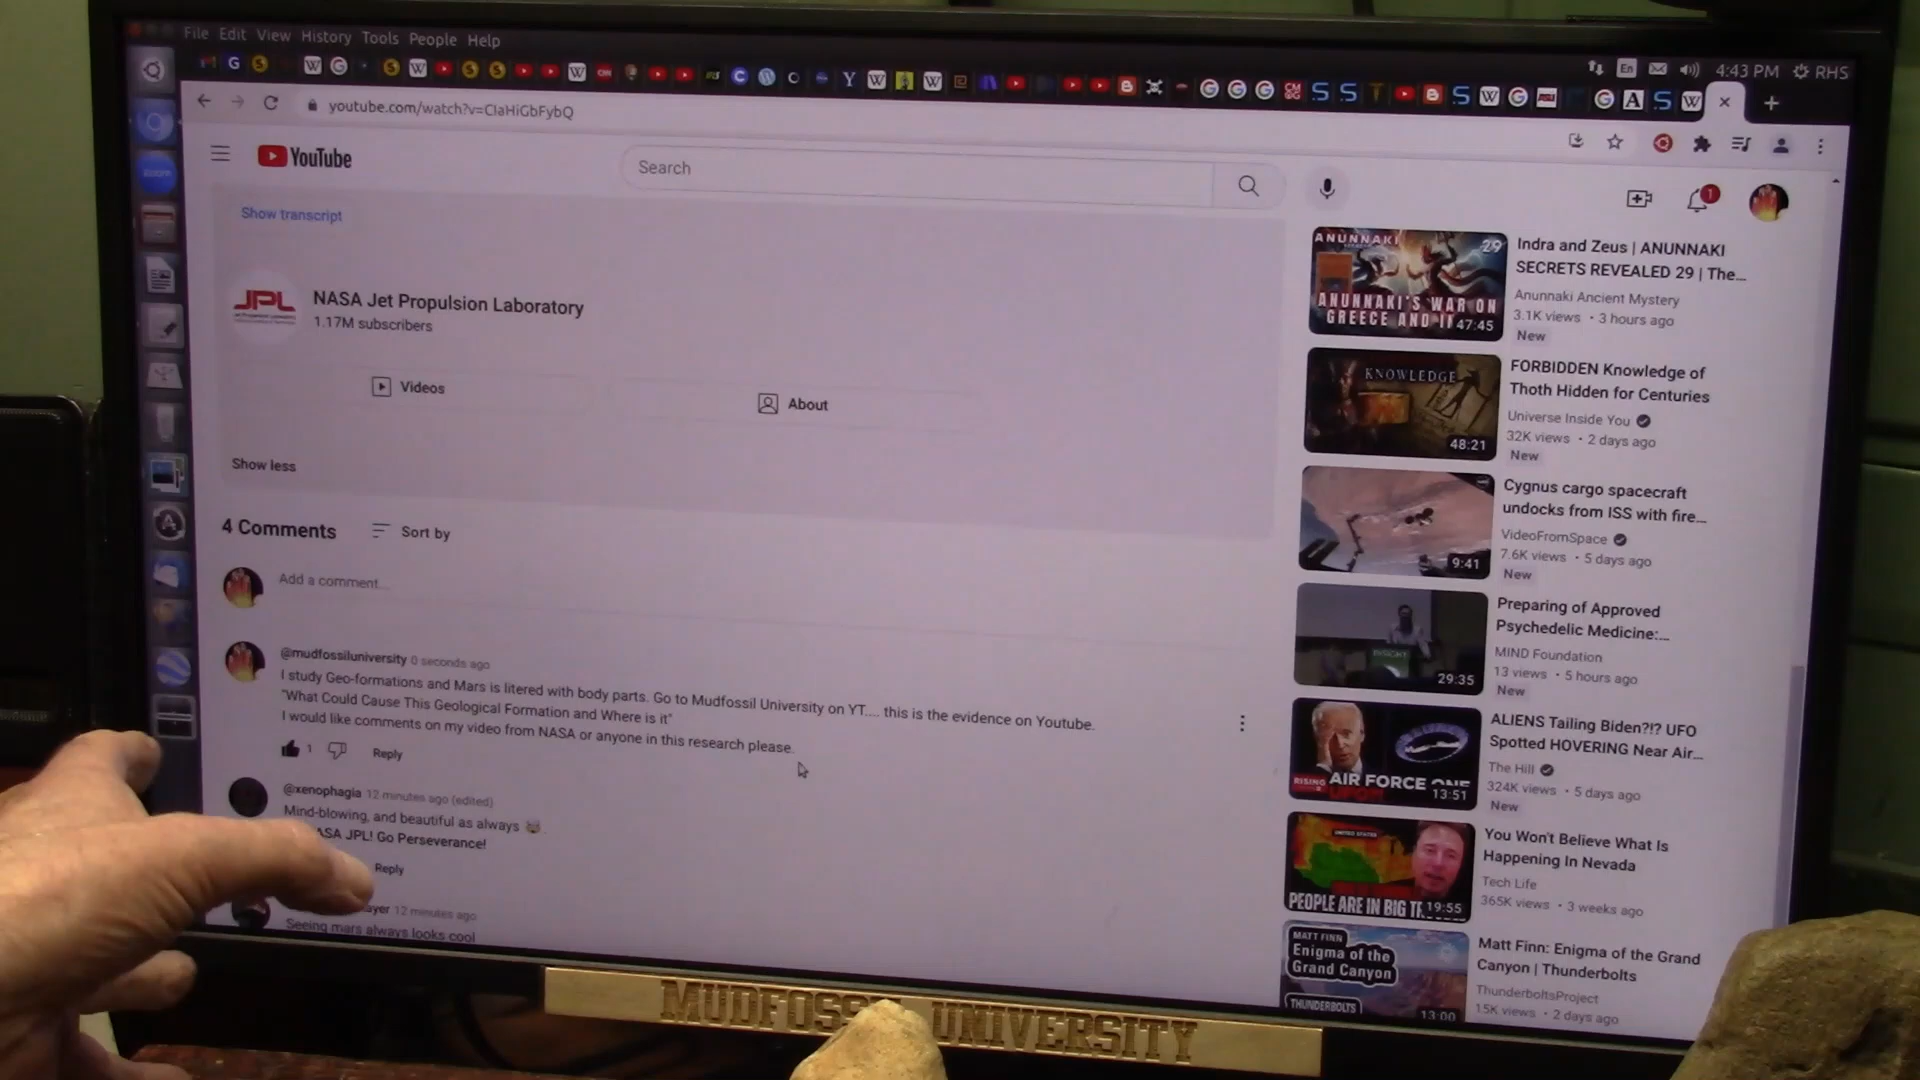 File Edit View History Tools People Help
En 4:43 PM RHS
youtube.com/watch?v=CIaHiGbFybQ
YouTube
Search
1
Show transcript
JPL
NASA Jet Propulsion Laboratory
1.17M subscribers
Videos
About
Show less
4 Comments Sort by
Add a comment...
@mudfossiluniversity 0 seconds ago
I study Geo-formations and Mars is litered with body parts. Go to Mudfossil University on YT.... this is the evidence on Youtube.
"What Could Cause This Geological Formation and Where is it"
I would like comments on my video from NASA or anyone in this research please.
1 Reply
@xenophagia 12 minutes ago (edited)
Mind-blowing, and beautiful as always
ASA JPL! Go Perseverance!
Reply
ayer 12 minutes ago
Seeing mars always looks cool
ANUNNAKI 29
ANUNNAKI'S WAR ON
GREECE AND
47:45
Indra and Zeus | ANUNNAKI
SECRETS REVEALED 29 | The...
Anunnaki Ancient Mystery
3.1K views • 3 hours ago
New
KNOWLEDGE
48:21
FORBIDDEN Knowledge of
Thoth Hidden for Centuries
Universe Inside You
32K views • 2 days ago
New
9:41
Cygnus cargo spacecraft
undocks from ISS with fire...
VideoFromSpace
7.6K views • 5 days ago
New
INSIGHT
29:35
Preparing of Approved
Psychedelic Medicine:...
MIND Foundation
13 views • 5 hours ago
New
RISING
AIR FORCE ONE
13:51
ALIENS Tailing Biden?!? UFO
Spotted HOVERING Near Air...
The Hill
324K views • 5 days ago
New
UNITED STATES
PEOPLE ARE IN BIG TR
19:55
You Won't Believe What Is
Happening In Nevada
Tech Life
365K views • 3 weeks ago
MATT FINN:
Enigma of the
Grand Canyon
THUNDERBOLTS
13:00
Matt Finn: Enigma of the Grand
Canyon | Thunderbolts
ThunderboltsProject
15K views • 2 days ago
MUDFOSS UNIVERSITY